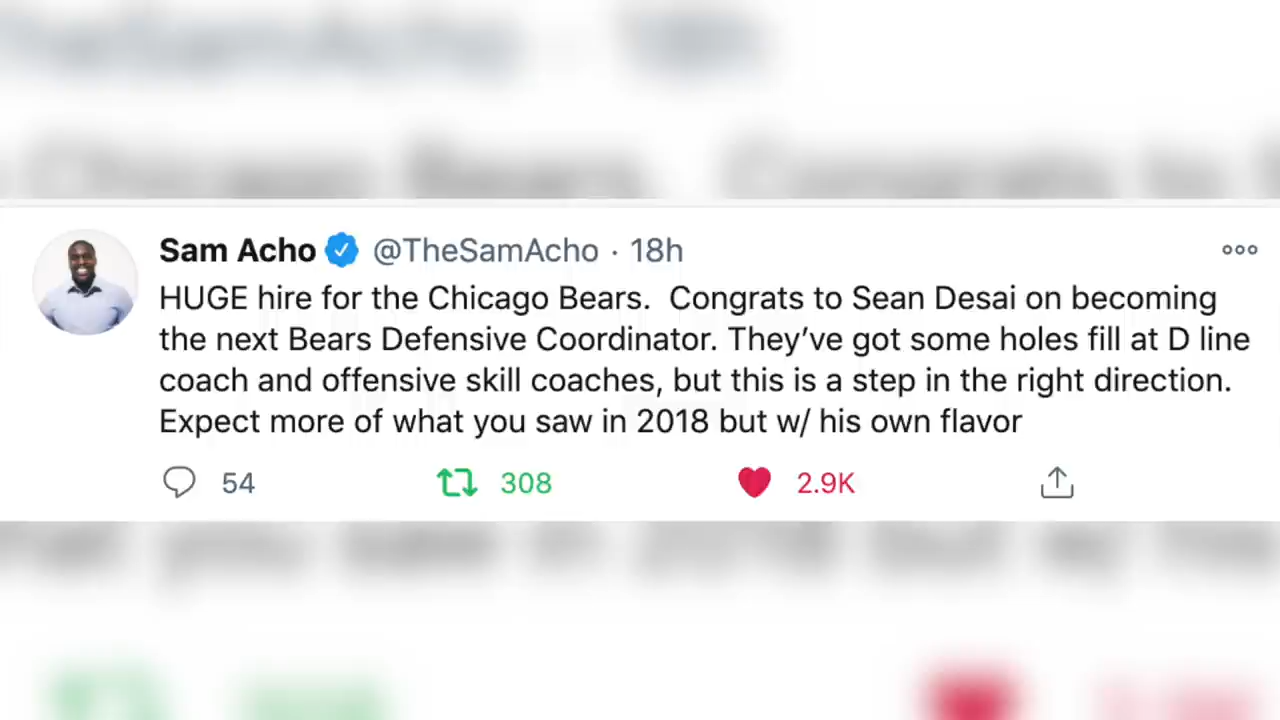 Sam Acho @TheSamAcho · 18h
HUGE hire for the Chicago Bears.  Congrats to Sean Desai on becoming
the next Bears Defensive Coordinator. They’ve got some holes fill at D line
coach and offensive skill coaches, but this is a step in the right direction.
Expect more of what you saw in 2018 but w/ his own flavor
54 308 2.9K